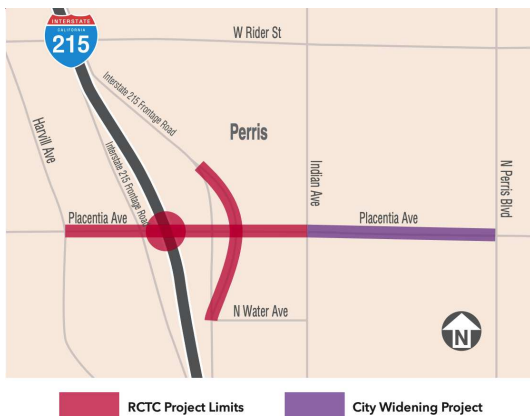 INTERSTATE
CALIFORNIA
215
W Rider St
Interstate 215 Frontage Road
Harvill Ave
Perris
Interstate 215 Frontage Road
Indian Ave
N Perris Blvd
Placentia Ave
Placentia Ave
N Water Ave
N
RCTC Project Limits
City Widening Project